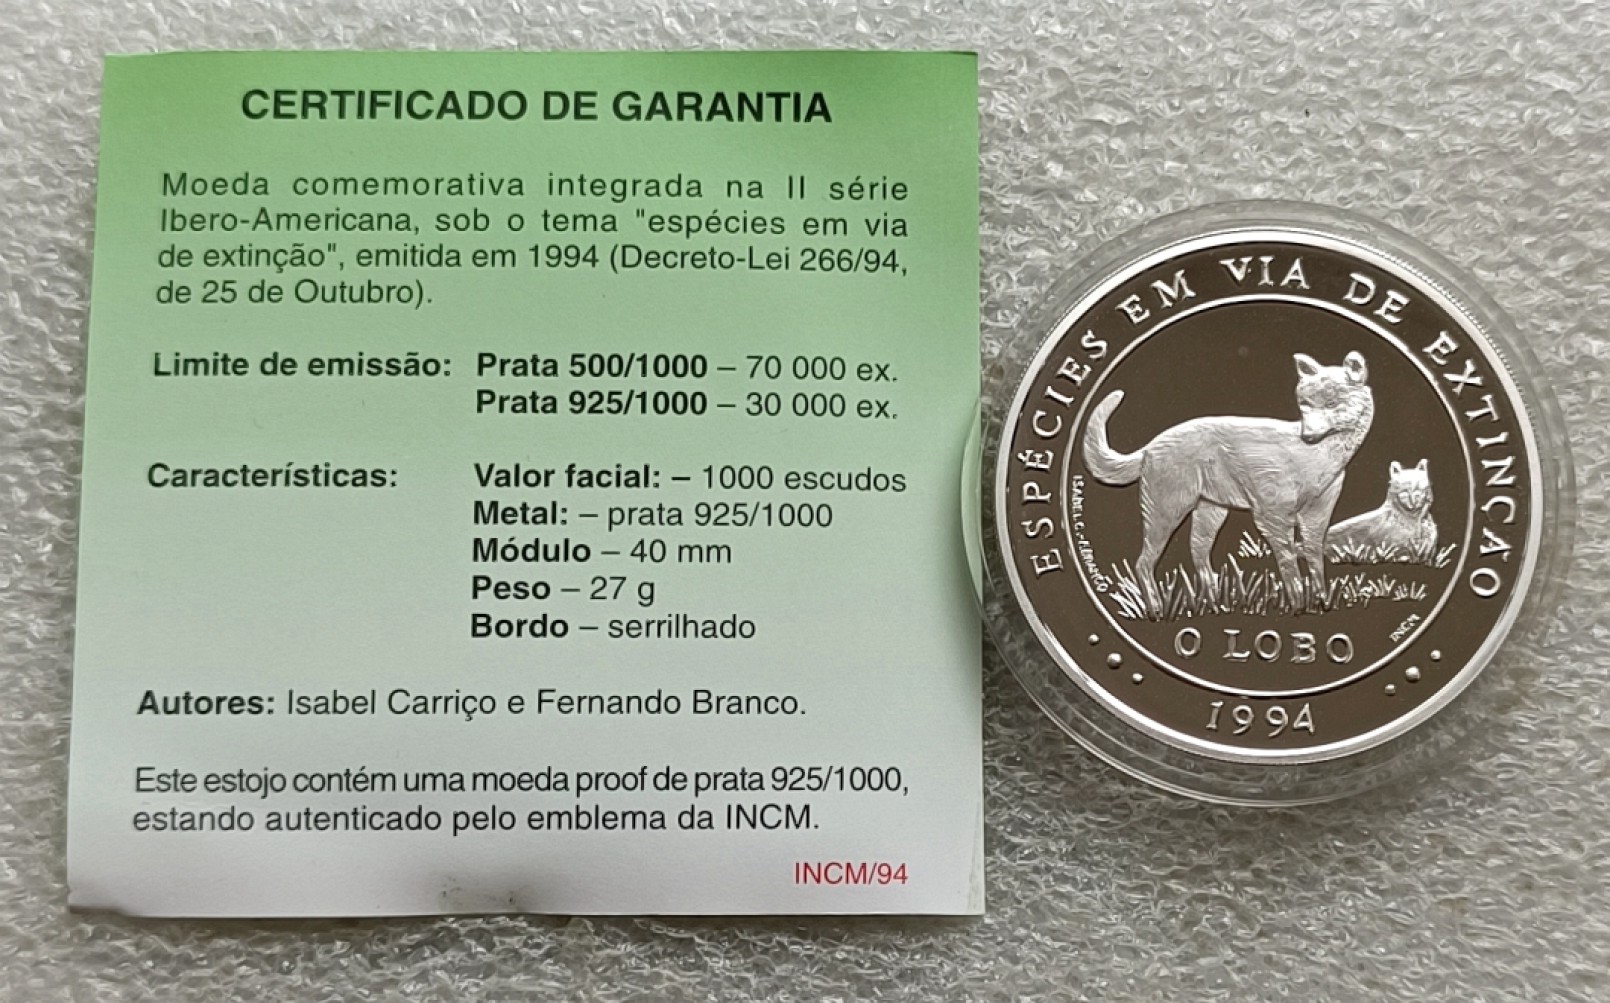 CERTIFICADO DE GARANTIA
Moeda comemorativa integrada na II série
Ibero-Americana, sob o tema "espécies em via
de extinção", emitida em 1994 (Decreto-Lei 266/94,
de 25 de Outubro).
Limite de emissão: Prata 500/1000 – 70 000 ex.
Prata 925/1000 – 30 000 ex.
Características: Valor facial: – 1000 escudos
Metal: – prata 925/1000
Módulo – 40 mm
Peso – 27 g
Bordo – serrilhado
Autores: Isabel Carriço e Fernando Branco.
Este estojo contém uma moeda proof de prata 925/1000,
estando autenticado pelo emblema da INCM.
INCM/94
ESPÉCIES EM VIA DE EXTINÇÃO
ISABEL C.-F.BRANCO
INCM
O LOBO
1994